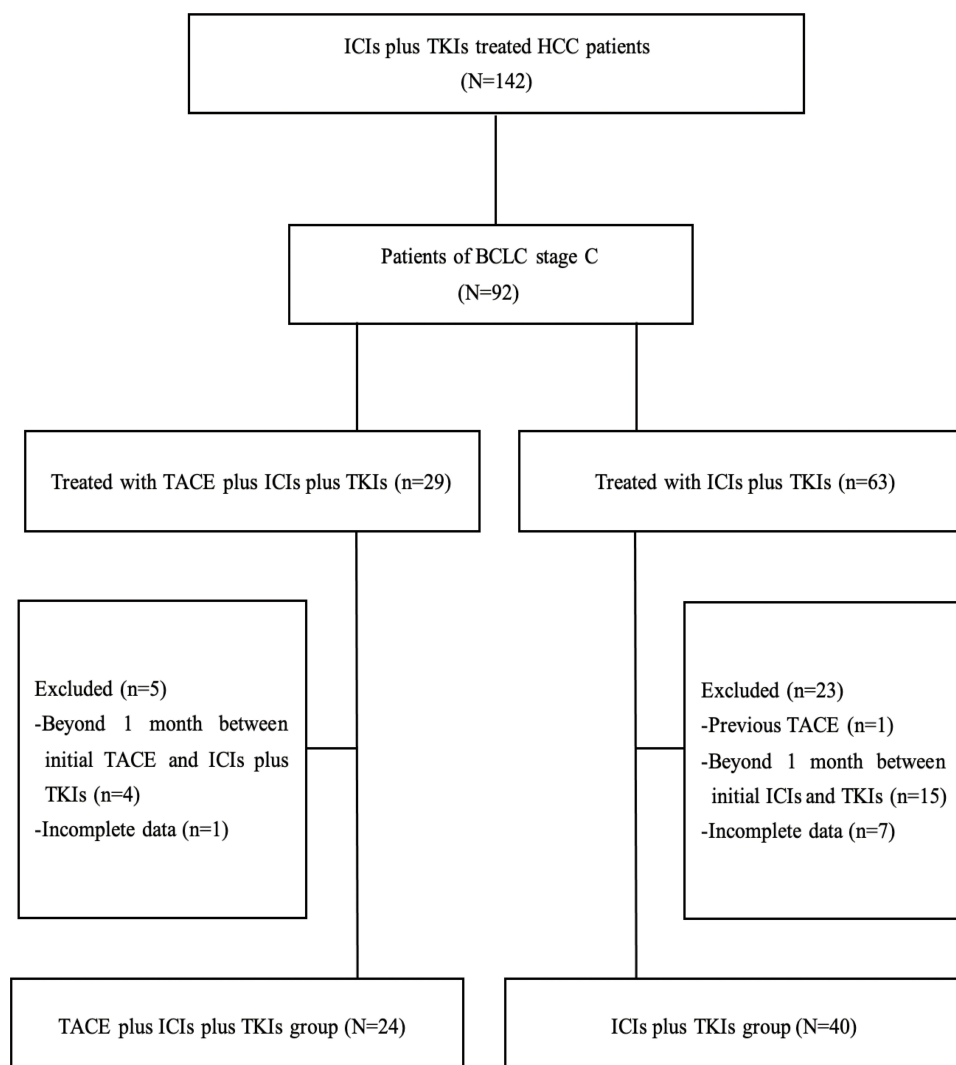 ICIs plus TKIs treated HCC patients
(N=142)
Patients of BCLC stage C
(N=92)
Treated with TACE plus ICIs plus TKIs (n=29)
Treated with ICIs plus TKIs (n=63)
Excluded (n=5)
-Beyond 1 month between
initial TACE and ICIs plus
TKIs (n=4)
-Incomplete data (n=1)
Excluded (n=23)
-Previous TACE (n=1)
-Beyond 1 month between
initial ICIs and TKIs (n=15)
-Incomplete data (n=7)
TACE plus ICIs plus TKIs group (N=24)
ICIs plus TKIs group (N=40)